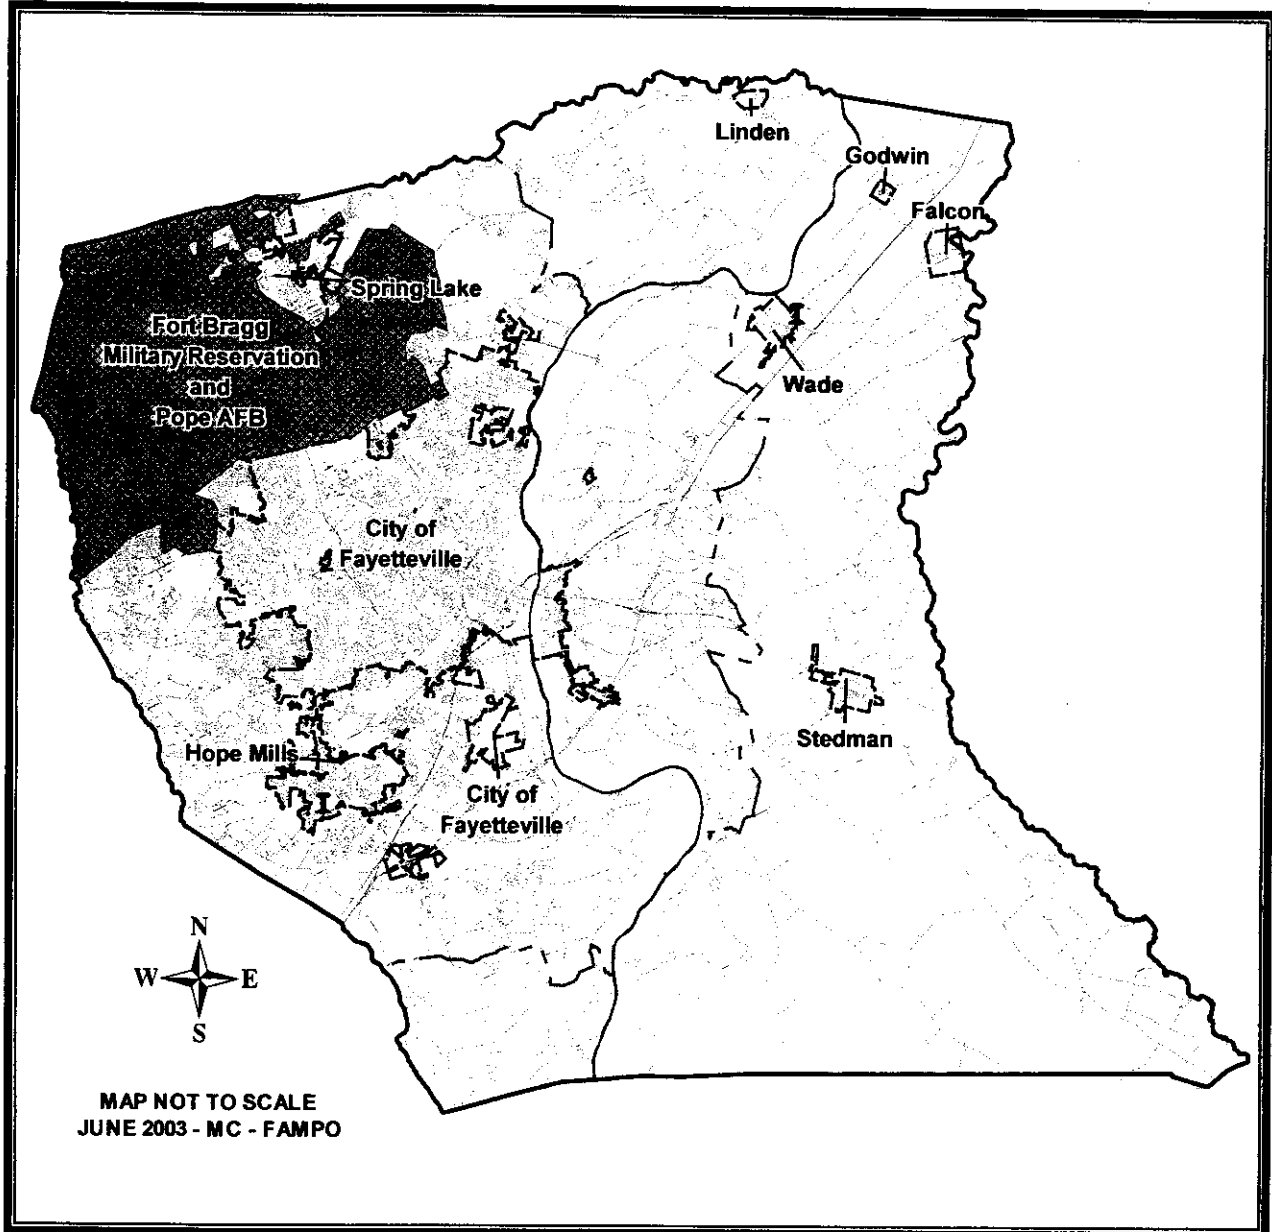 Linden
Godwin
Falcon
Spring Lake
Fort Bragg
Military Reservation
and
Pope AFB
Wade
City of
Fayetteville
Stedman
Hope Mills
City of
Fayetteville
N
W E
S
MAP NOT TO SCALE
JUNE 2003 - MC - FAMPO